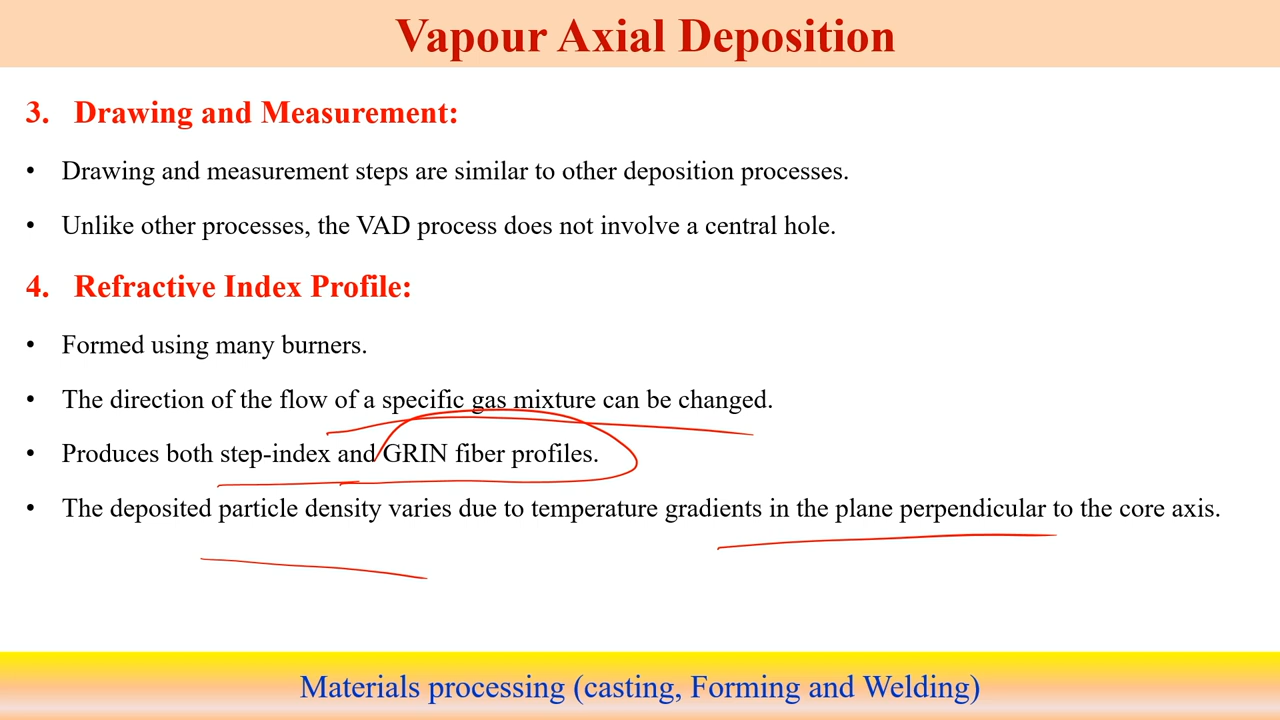 Vapour Axial Deposition
3. Drawing and Measurement:
• Drawing and measurement steps are similar to other deposition processes.
• Unlike other processes, the VAD process does not involve a central hole.
4. Refractive Index Profile:
• Formed using many burners.
• The direction of the flow of a specific gas mixture can be changed.
• Produces both step-index and GRIN fiber profiles.
• The deposited particle density varies due to temperature gradients in the plane perpendicular to the core axis.
Materials processing (casting, Forming and Welding)